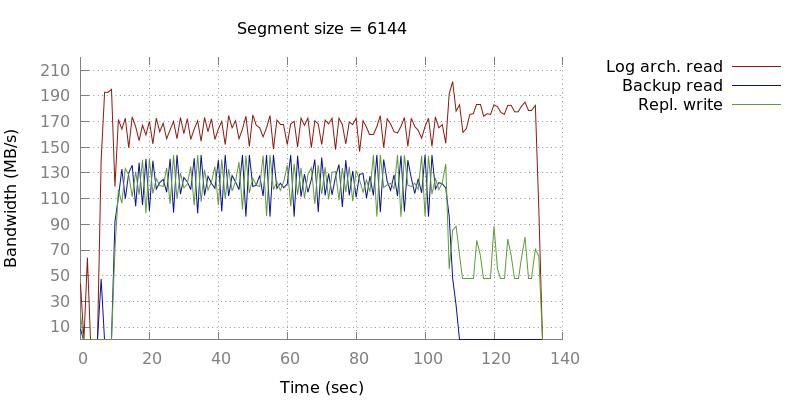 Segment size = 6144
Log arch. read
Backup read
Repl. write
Bandwidth (MB/s)
210
190
170
150
130
110
90
70
50
30
10
0 20 40 60 80 100 120 140
Time (sec)